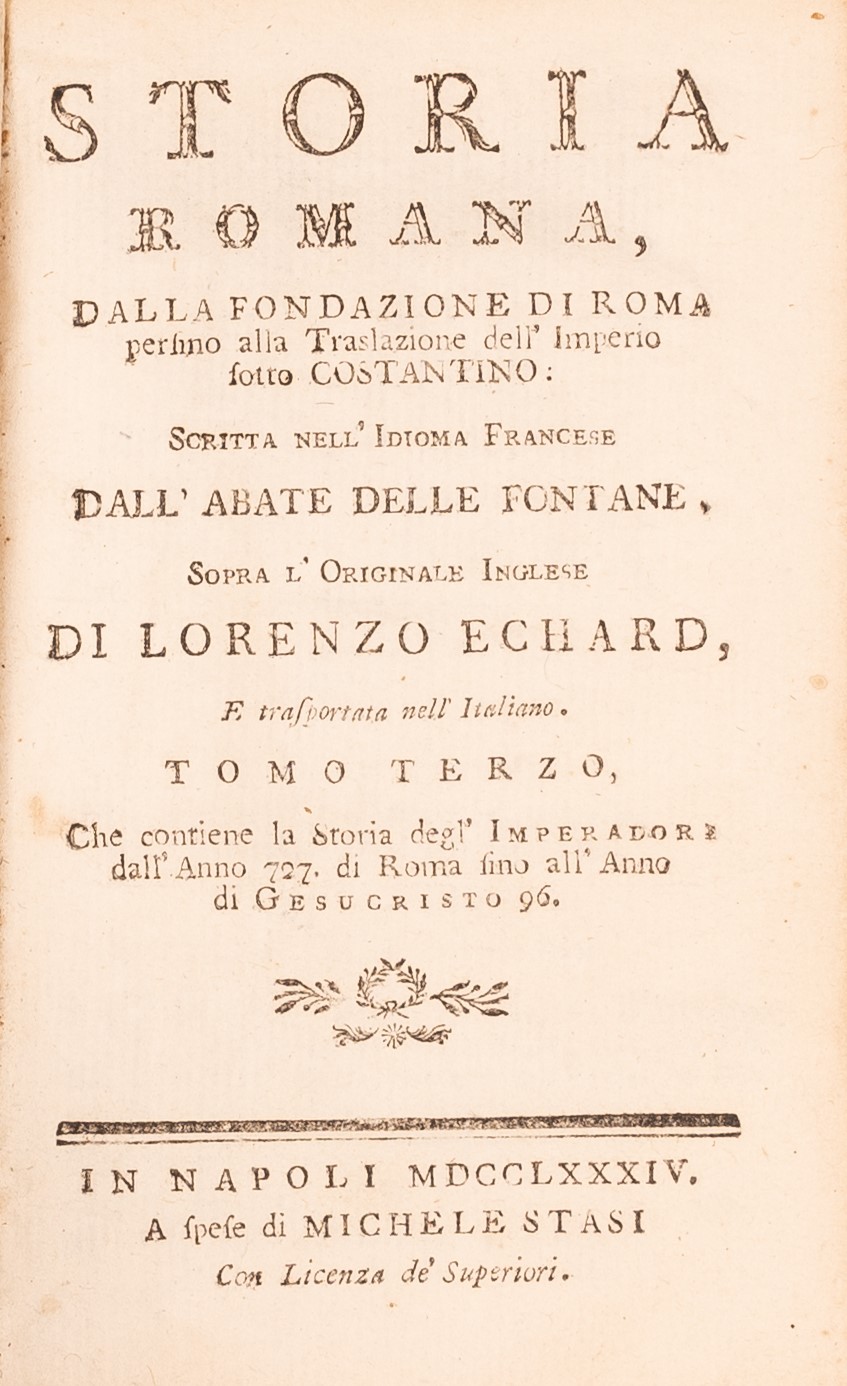 STORIA
ROMANA,
DALLA FONDAZIONE DI ROMA
perſino alla Traslazione dell' Imperio
ſotto COSTANTINO:
SCRITTA NELL' IDIOMA FRANCESE
DALL' ABATE DELLE FONTANE,
SOPRA L' ORIGINALE INGLESE
DI LORENZO ECHARD,
E traſportata nell' Italiano.
TOMO TERZO,
Che contiene la Storia degl' IMPERADORI
dall' Anno 727. di Roma ſino all' Anno
di GESUCRISTO 96.
IN NAPOLI MDCCLXXXIV.
A ſpeſe di MICHELE STASI
Con Licenza de' Superiori.